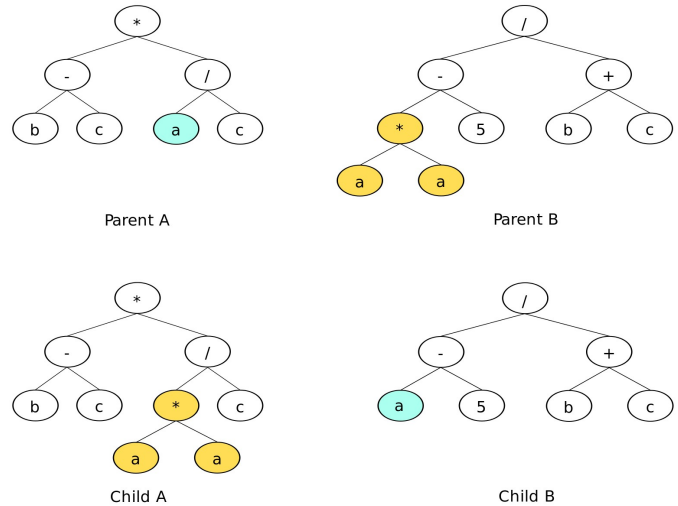 * /
- / - +
b c a c * 5 b c
a a
Parent A Parent B
* /
- / - +
b c * c a 5 b c
a a
Child A Child B